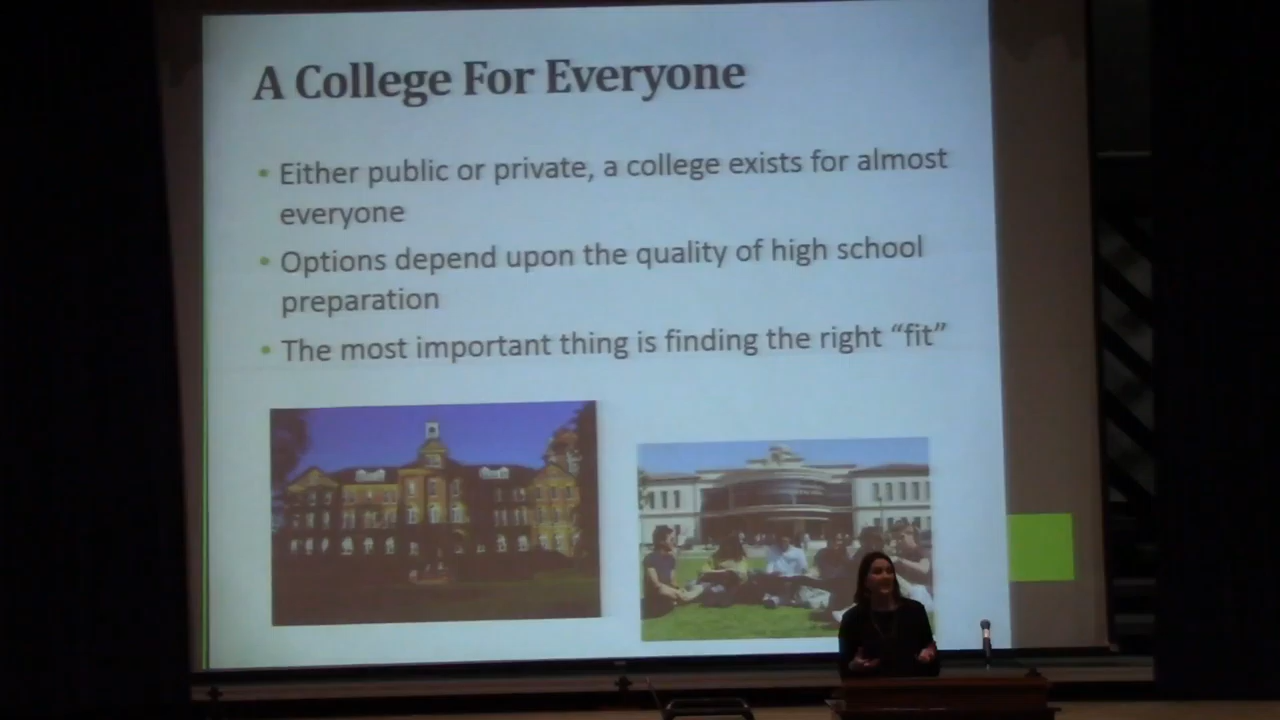 A College For Everyone
• Either public or private, a college exists for almost
everyone
• Options depend upon the quality of high school
preparation
• The most important thing is finding the right “fit”